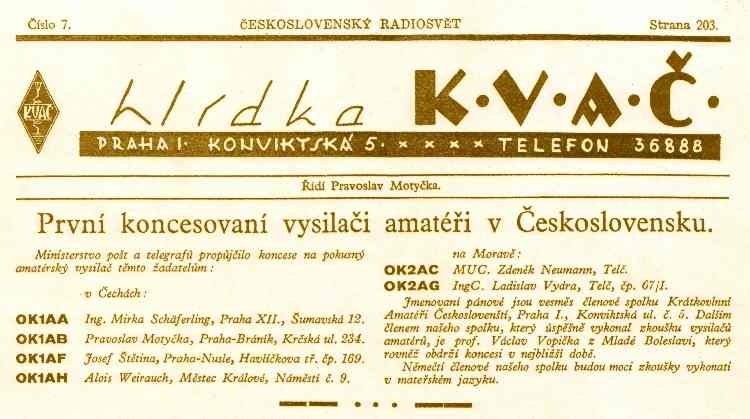 Číslo 7.
ČESKOSLOVENSKÝ RADIOSVĚT
Strana 203.
KVAČ
hlídka K·V·A·Č·
PRAHA I· KONVIKTSKÁ 5· × × × × TELEFON 36888
Řídí Pravoslav Motyčka.
První koncesovaní vysilači amatéři v Československu.
Ministerstvo pošt a telegrafů propůjčilo koncese na pokusný
amatérský vysilač těmto žadatelům:
v Čechách:
OK1AA Ing. Mirka Schäferling, Praha XII., Šumavská 12.
OK1AB Pravoslav Motyčka, Praha-Bráník, Krčská ul. 234.
OK1AF Josef Štětina, Praha-Nusle, Havlíčkova tř. čp. 169.
OK1AH Alois Weirauch, Městec Králové, Náměstí č. 9.
na Moravě:
OK2AC MUC. Zdeněk Neumann, Telč.
OK2AG IngC. Ladislav Vydra, Telč, čp. 67/I.
Jmenovaní pánové jsou vesměs členové spolku Krátkovlnní
Amatéři Českoslovenští, Praha I., Konviktská ul. č. 5. Dalším
členem našeho spolku, který úspěšně vykonal zkoušku vysilačů
amatérů, je prof. Václav Vopička z Mladé Boleslavi, který
rovněž obdrží koncesi v nejbližší době.
Němečtí členové našeho spolku budou moci zkoušky vykonati
v mateřském jazyku.